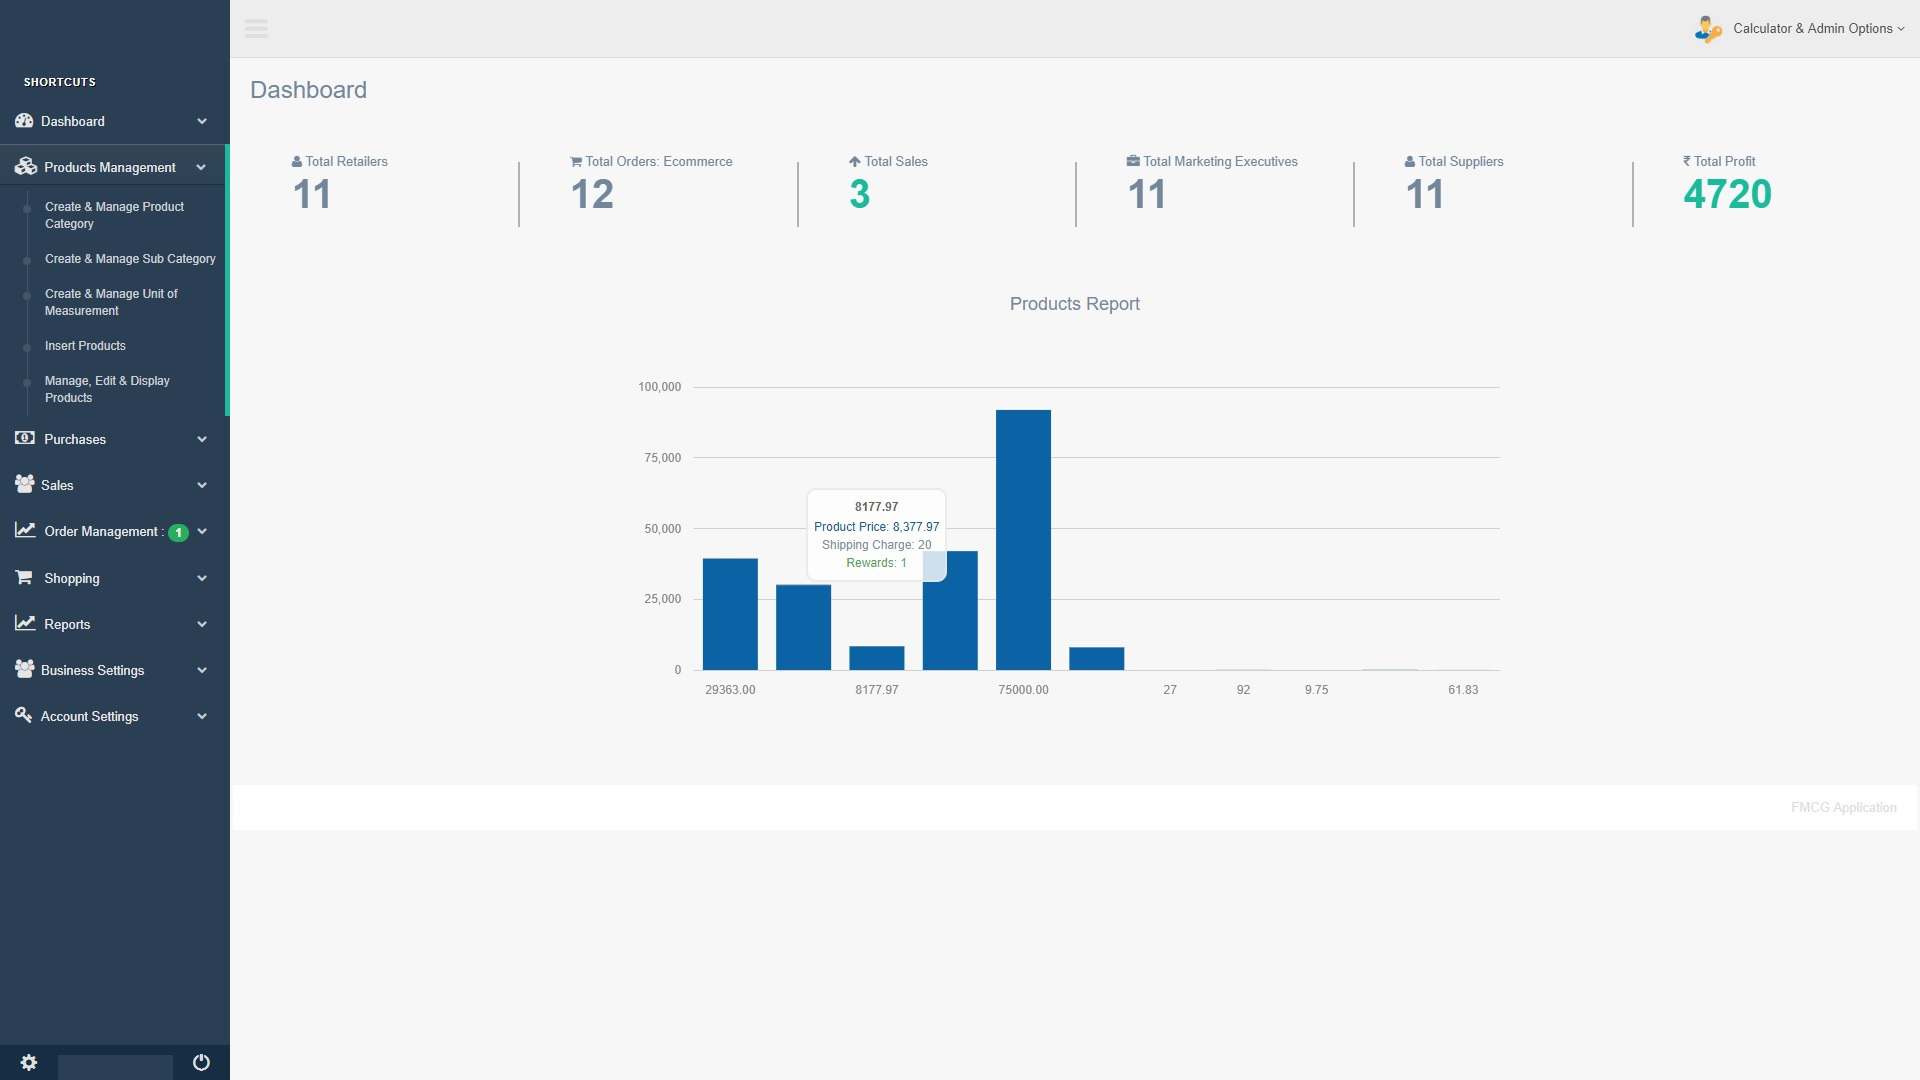 Calculator & Admin Options
SHORTCUTS
Dashboard
Products Management
Create & Manage Product
Category
Create & Manage Sub Category
Create & Manage Unit of
Measurement
Insert Products
Manage, Edit & Display
Products
Purchases
Sales
Order Management : 1
Shopping
Reports
Business Settings
Account Settings
Dashboard
Total Retailers
11
Total Orders: Ecommerce
12
Total Sales
3
Total Marketing Executives
11
Total Suppliers
11
₹ Total Profit
4720
Products Report
100,000
75,000
50,000
25,000
0
8177.97
Product Price: 8,377.97
Shipping Charge: 20
Rewards: 1
29363.00 8177.97 75000.00 27 92 9.75 61.83
FMCG Application